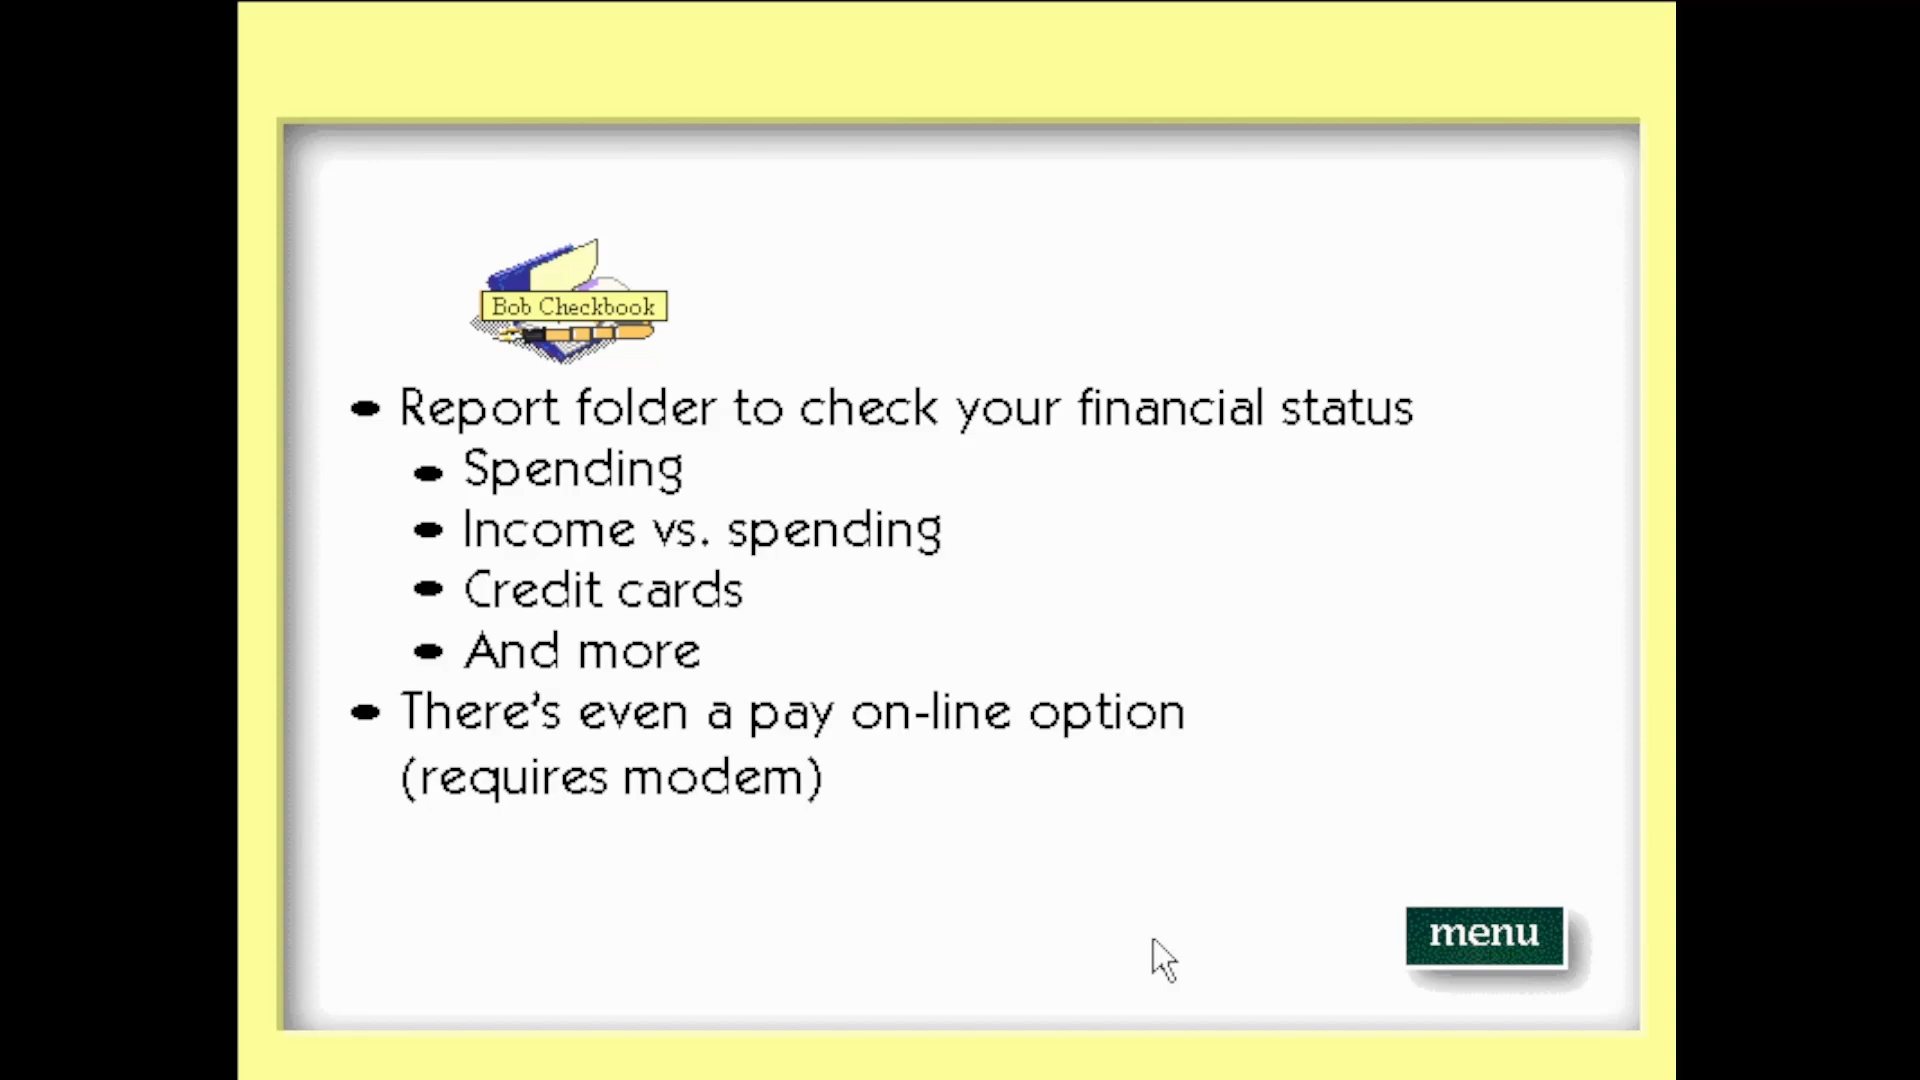 Bob Checkbook
Report folder to check your financial status
Spending
Income vs. spending
Credit cards
And more
There's even a pay on-line option
(requires modem)
menu